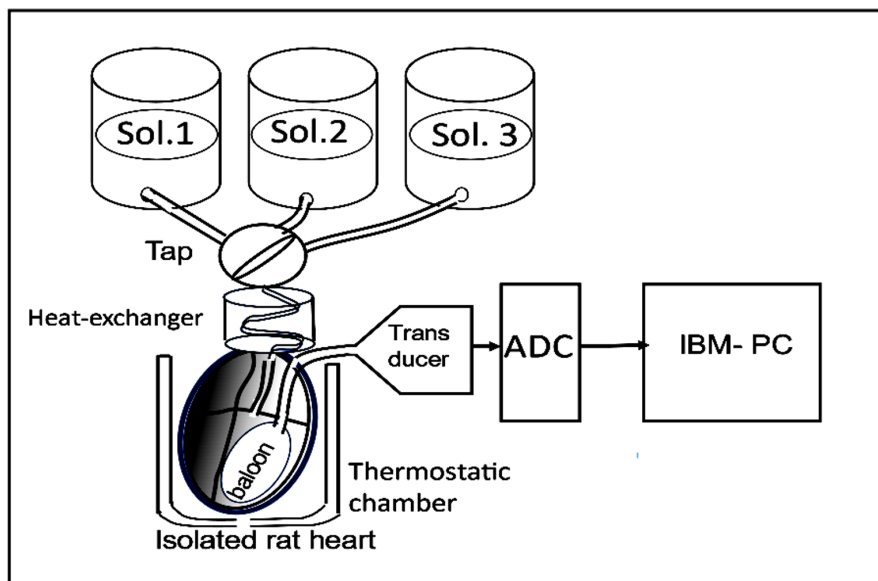 Sol.1
Sol.2
Sol. 3
Tap
Heat-exchanger
Trans
ducer
ADC
IBM- PC
baloon
Thermostatic
chamber
Isolated rat heart